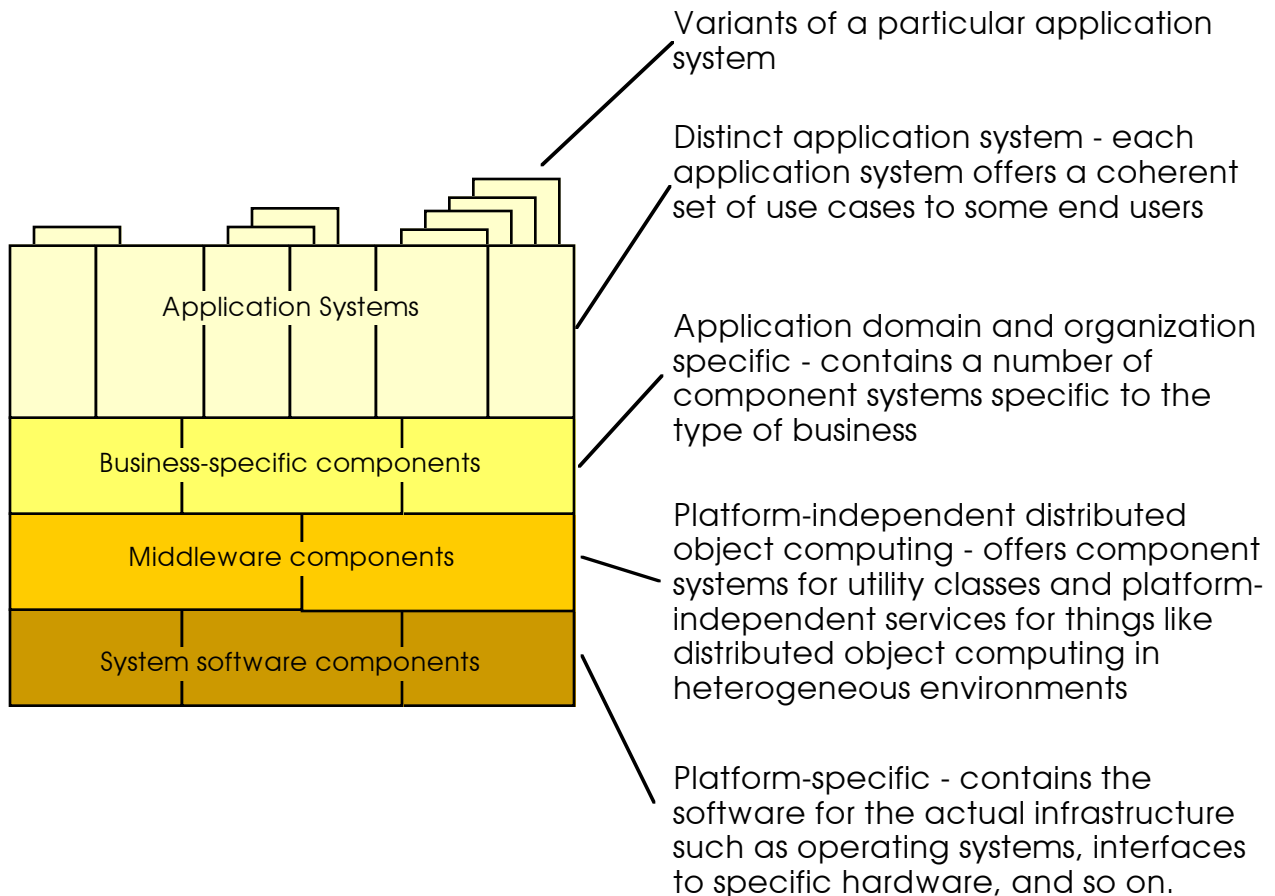 Variants of a particular application
system
Distinct application system - each
application system offers a coherent
set of use cases to some end users
Application Systems
Application domain and organization
specific - contains a number of
component systems specific to the
type of business
Business-specific components
Platform-independent distributed
object computing - offers component
systems for utility classes and platform-
independent services for things like
distributed object computing in
heterogeneous environments
Middleware components
System software components
Platform-specific - contains the
software for the actual infrastructure
such as operating systems, interfaces
to specific hardware, and so on.